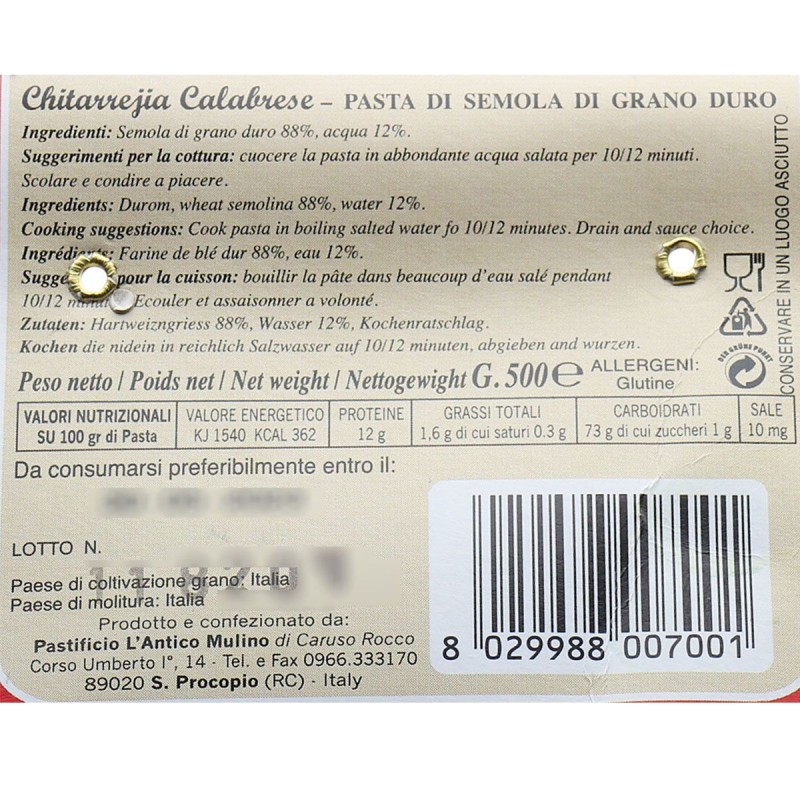 Chitarrejia Calabrese – PASTA DI SEMOLA DI GRANO DURO
Ingredienti: Semola di grano duro 88%, acqua 12%.
Suggerimenti per la cottura: cuocere la pasta in abbondante acqua salata per 10/12 minuti.
Scolare e condire a piacere.
Ingredients: Durom, wheat semolina 88%, water 12%.
Cooking suggestions: Cook pasta in boiling salted water fo 10/12 minutes. Drain and sauce choice.
Ingrédients: Farine de blé dur 88%, eau 12%.
pour la cuisson: bouillir la pâte dans beaucoup d'eau salé pendant
10/12 Ecouler et assaisonner a volonté.
Zutaten: Hartweizngriess 88%, Wasser 12%, Kochenratschlag.
Kochen die nidein in reichlich Salzwasser auf 10/12 minuten, abgieben and wurzen.
CONSERVARE IN UN LUOGO ASCIUTTO
DER GRÜNE PUNKT
Peso netto / Poids net / Net weight / Nettogewight G. 500 e
ALLERGENI:
Glutine
VALORI NUTRIZIONALI VALORE ENERGETICO PROTEINE GRASSI TOTALI CARBOIDRATI SALE
SU 100 gr di Pasta KJ 1540 KCAL 362 12 g 1,6 g di cui saturi 0.3 g 73 g di cui zuccheri 1 g 10 mg
Da consumarsi preferibilmente entro il:
LOTTO N.
Paese di coltivazione grano: Italia
Paese di molitura: Italia
Prodotto e confezionato da:
Pastificio L'Antico Mulino di Caruso Rocco
Corso Umberto I°, 14 - Tel. e Fax 0966.333170
89020 S. Procopio (RC) - Italy
8 029988 007001